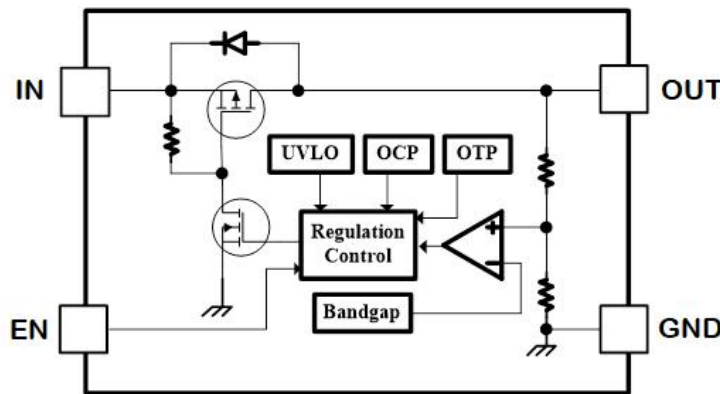 IN
OUT
UVLO
OCP
OTP
Regulation
Control
+
−
Bandgap
EN
GND